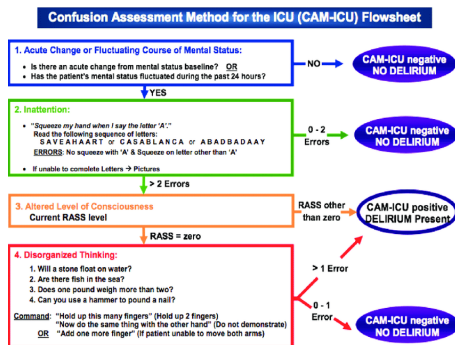 Confusion Assessment Method for the ICU (CAM-ICU) Flowsheet
1. Acute Change or Fluctuating Course of Mental Status:
• Is there an acute change from mental status baseline? OR
• Has the patient's mental status fluctuated during the past 24 hours?
NO
CAM-ICU negative
NO DELIRIUM
YES
2. Inattention:
• "Squeeze my hand when I say the letter 'A'."
Read the following sequence of letters:
S A V E A H A A R T or C A S A B L A N C A or A B A D B A D A A Y
ERRORS: No squeeze with 'A' & Squeeze on letter other than 'A'
• If unable to complete Letters → Pictures
0 - 2
Errors
CAM-ICU negative
NO DELIRIUM
> 2 Errors
3. Altered Level of Consciousness
Current RASS level
RASS other
than zero
CAM-ICU positive
DELIRIUM Present
RASS = zero
4. Disorganized Thinking:
1. Will a stone float on water?
2. Are there fish in the sea?
3. Does one pound weigh more than two?
4. Can you use a hammer to pound a nail?
Command: "Hold up this many fingers" (Hold up 2 fingers)
"Now do the same thing with the other hand" (Do not demonstrate)
OR "Add one more finger" (If patient unable to move both arms)
> 1 Error
0 - 1
Error
CAM-ICU negative
NO DELIRIUM